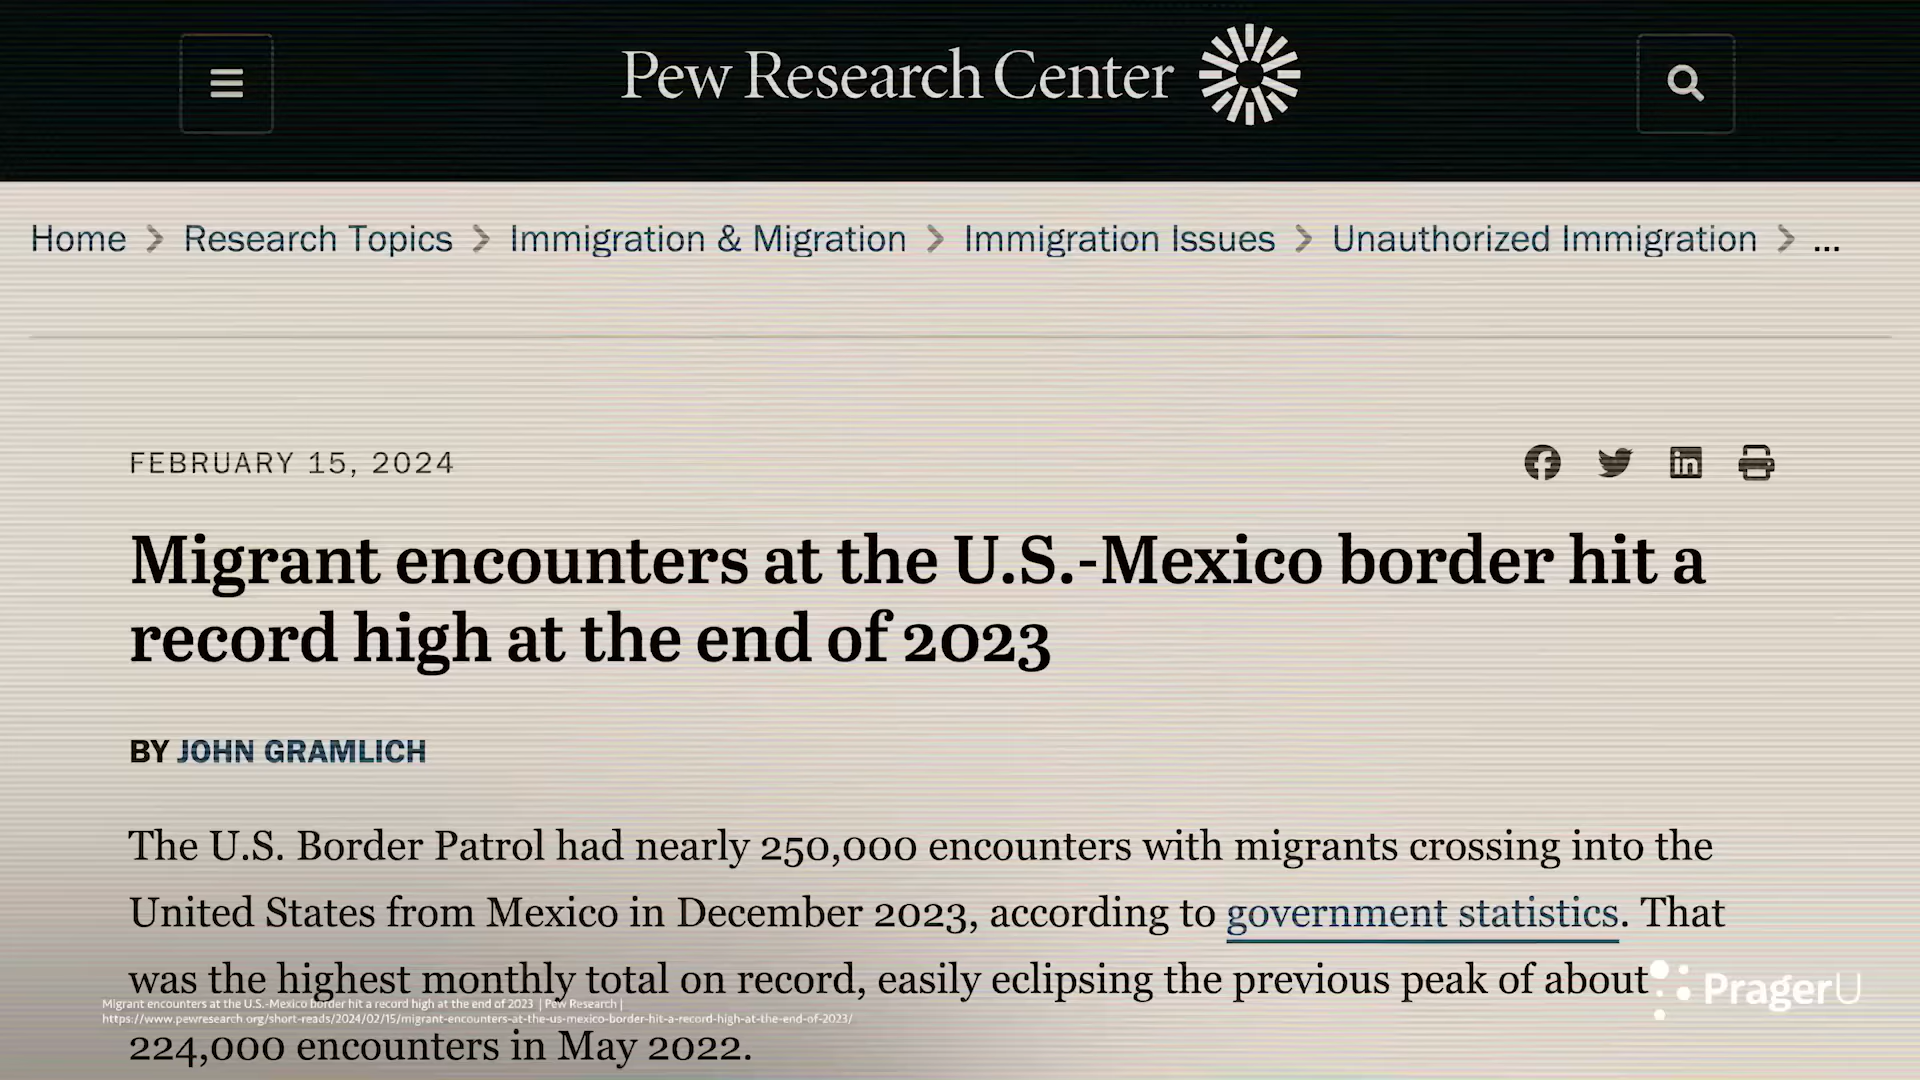 Pew Research Center
Home > Research Topics > Immigration & Migration > Immigration Issues > Unauthorized Immigration > ...
FEBRUARY 15, 2024
Migrant encounters at the U.S.-Mexico border hit a
record high at the end of 2023
BY JOHN GRAMLICH
The U.S. Border Patrol had nearly 250,000 encounters with migrants crossing into the
United States from Mexico in December 2023, according to government statistics. That
was the highest monthly total on record, easily eclipsing the previous peak of about
224,000 encounters in May 2022.
Migrant encounters at the U.S.-Mexico border hit a record high at the end of 2023 | Pew Research |
https://www.pewresearch.org/short-reads/2024/02/15/migrant-encounters-at-the-us-mexico-border-hit-a-record-high-at-the-end-of-2023/
PragerU